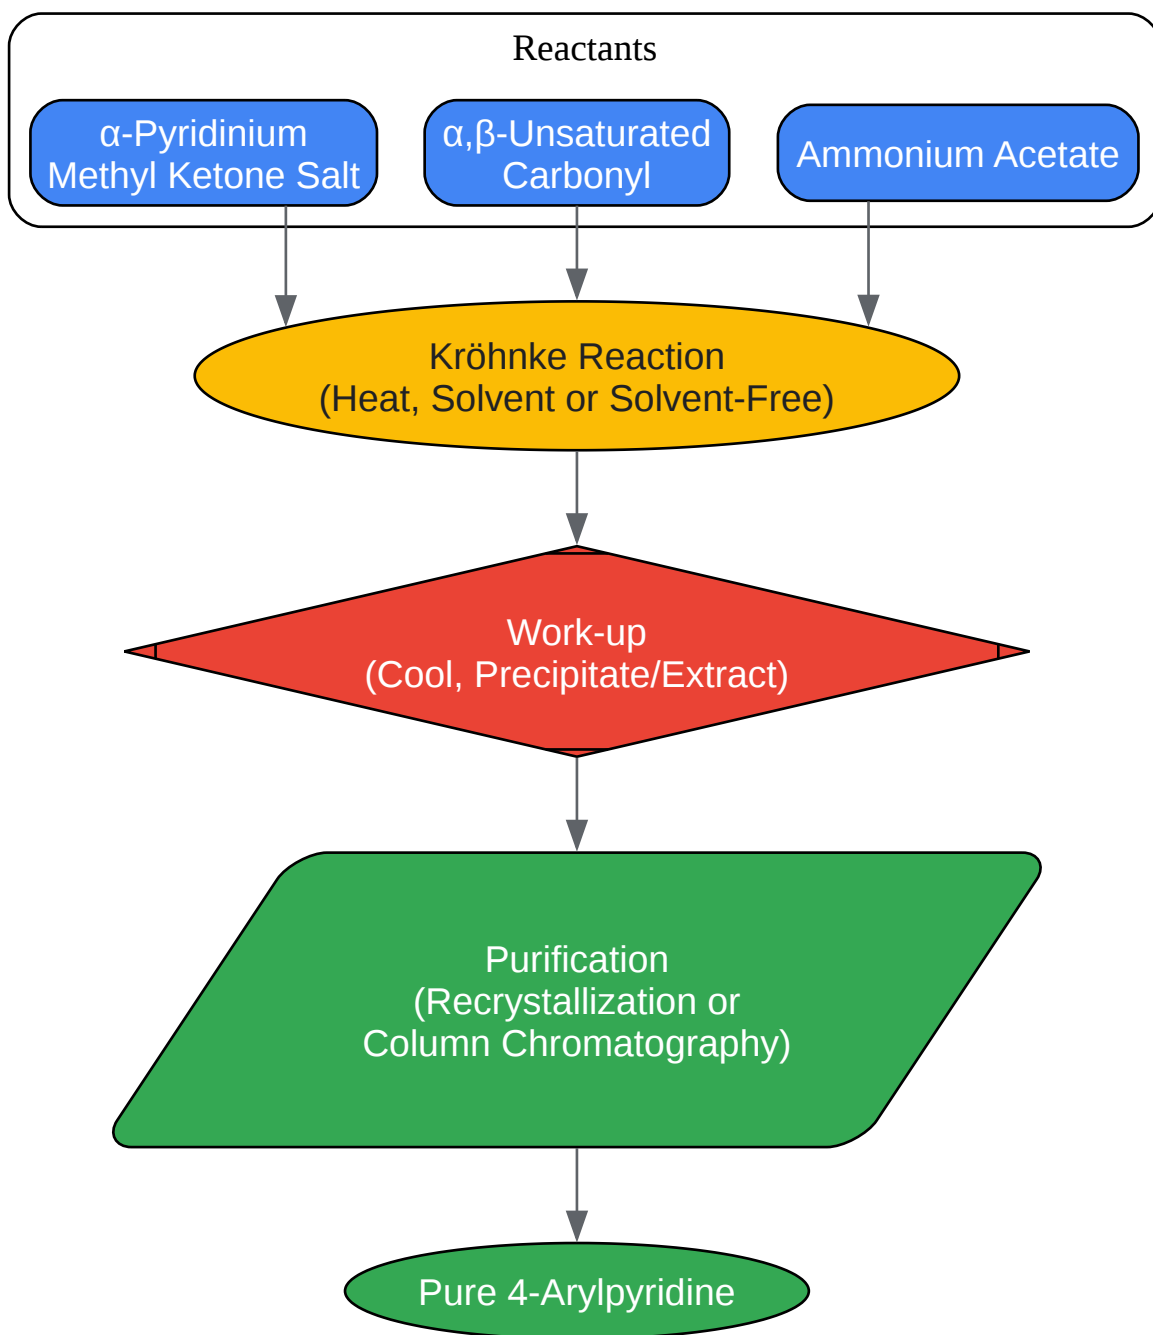 Reactants
α-Pyridinium
Methyl Ketone Salt
α,β-Unsaturated
Carbonyl
Ammonium Acetate
Kröhnke Reaction
(Heat, Solvent or Solvent-Free)
Work-up
(Cool, Precipitate/Extract)
Purification
(Recrystallization or
Column Chromatography)
Pure 4-Arylpyridine